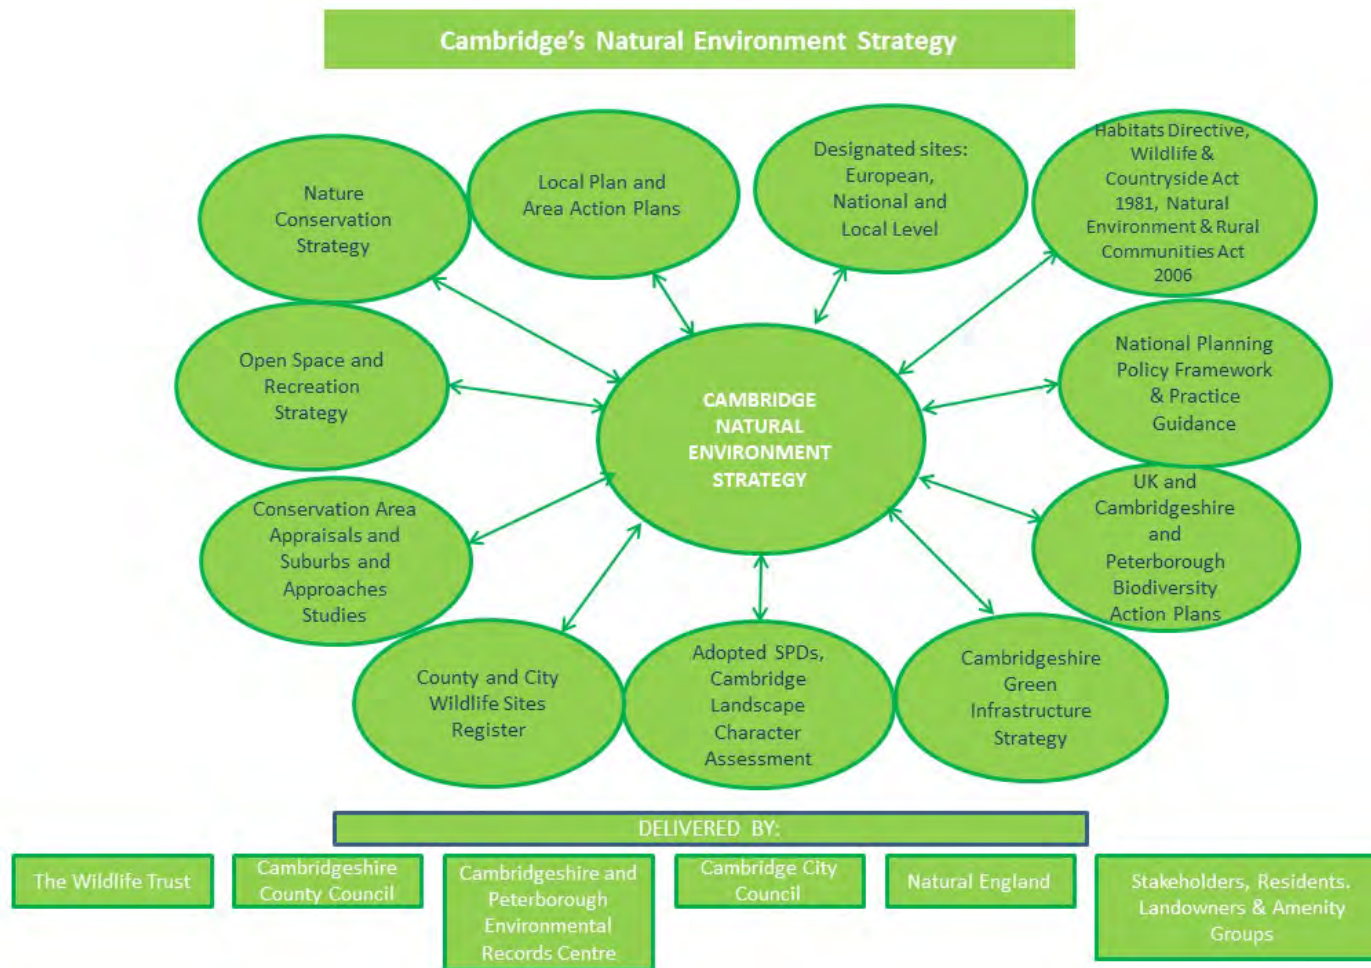 Cambridge's Natural Environment Strategy
Nature
Conservation
Strategy
Local Plan and
Area Action Plans
Designated sites:
European,
National and
Local Level
Habitats Directive,
Wildlife &
Countryside Act
1981, Natural
Environment & Rural
Communities Act
2006
Open Space and
Recreation
Strategy
CAMBRIDGE
NATURAL
ENVIRONMENT
STRATEGY
National Planning
Policy Framework
& Practice
Guidance
Conservation Area
Appraisals and
Suburbs and
Approaches
Studies
UK and
Cambridgeshire
and
Peterborough
Biodiversity
Action Plans
County and City
Wildlife Sites
Register
Adopted SPDs,
Cambridge
Landscape
Character
Assessment
Cambridgeshire
Green
Infrastructure
Strategy
DELIVERED BY:
The Wildlife Trust
Cambridgeshire
County Council
Cambridgeshire and
Peterborough
Environmental
Records Centre
Cambridge City
Council
Natural England
Stakeholders, Residents.
Landowners & Amenity
Groups